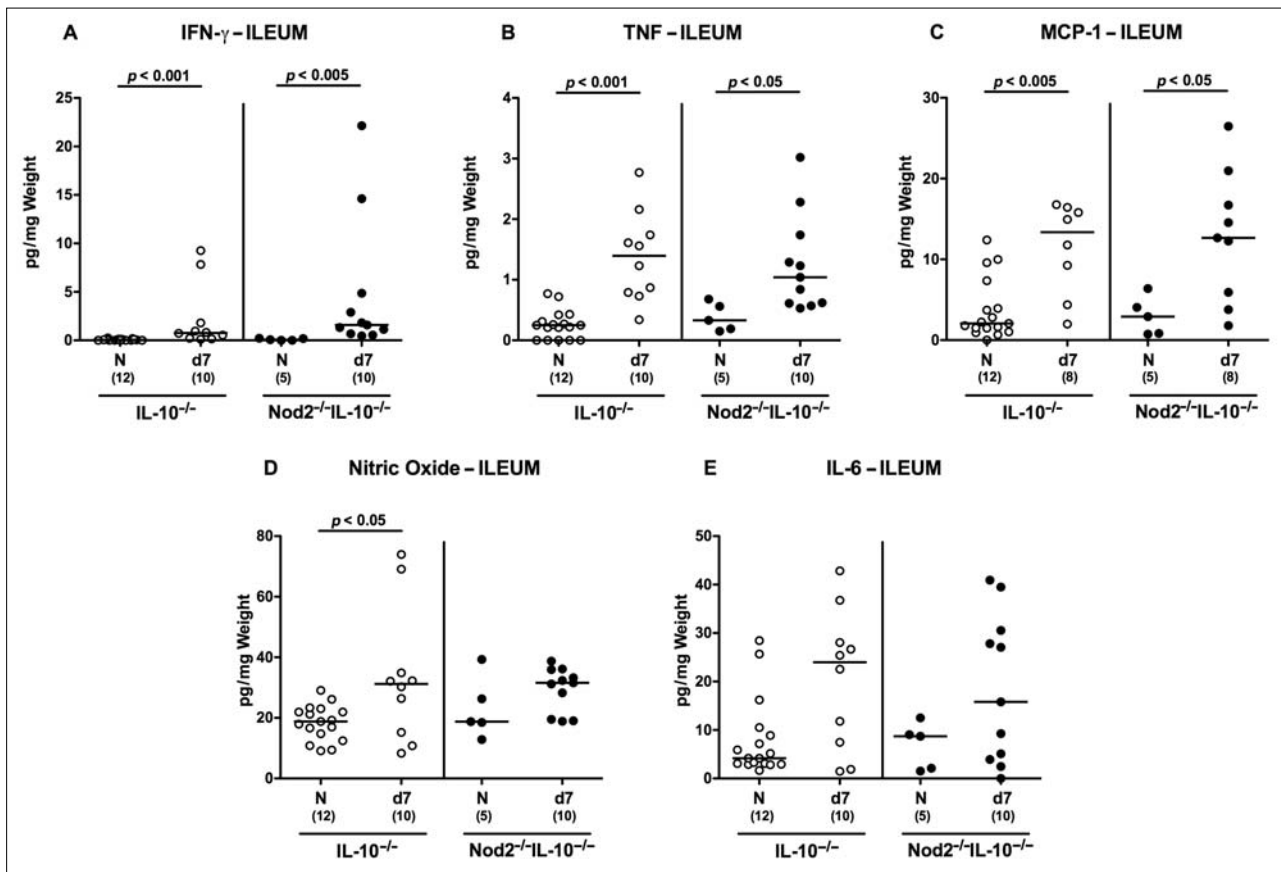 A IFN-γ – ILEUM
p < 0.001 p < 0.005
pg/mg Weight
25
20
15
10
5
0
N d7 N d7
(12) (10) (5) (10)
IL-10⁻/⁻ Nod2⁻/⁻IL-10⁻/⁻
B TNF – ILEUM
p < 0.001 p < 0.05
pg/mg Weight
4
3
2
1
0
N d7 N d7
(12) (10) (5) (10)
IL-10⁻/⁻ Nod2⁻/⁻IL-10⁻/⁻
C MCP-1 – ILEUM
p < 0.005 p < 0.05
pg/mg Weight
30
20
10
0
N d7 N d7
(12) (8) (5) (8)
IL-10⁻/⁻ Nod2⁻/⁻IL-10⁻/⁻
D Nitric Oxide – ILEUM
p < 0.05
pg/mg Weight
80
60
40
20
0
N d7 N d7
(12) (10) (5) (10)
IL-10⁻/⁻ Nod2⁻/⁻IL-10⁻/⁻
E IL-6 – ILEUM
pg/mg Weight
50
40
30
20
10
0
N d7 N d7
(12) (10) (5) (10)
IL-10⁻/⁻ Nod2⁻/⁻IL-10⁻/⁻